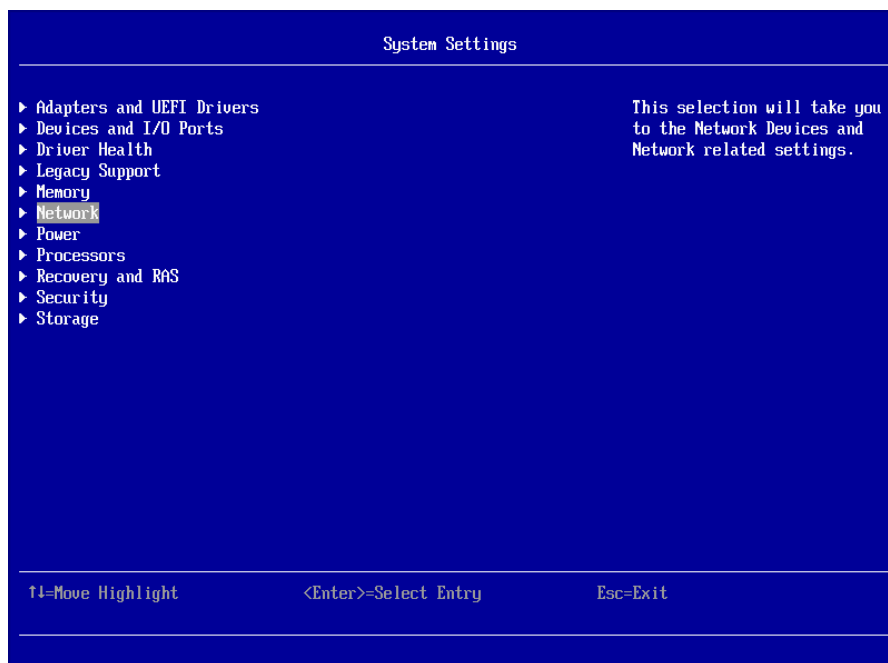 System Settings
▶ Adapters and UEFI Drivers
▶ Devices and I/O Ports
▶ Driver Health
▶ Legacy Support
▶ Memory
▶ Network
▶ Power
▶ Processors
▶ Recovery and RAS
▶ Security
▶ Storage
This selection will take you
to the Network Devices and
Network related settings.
↑↓=Move Highlight <Enter>=Select Entry Esc=Exit